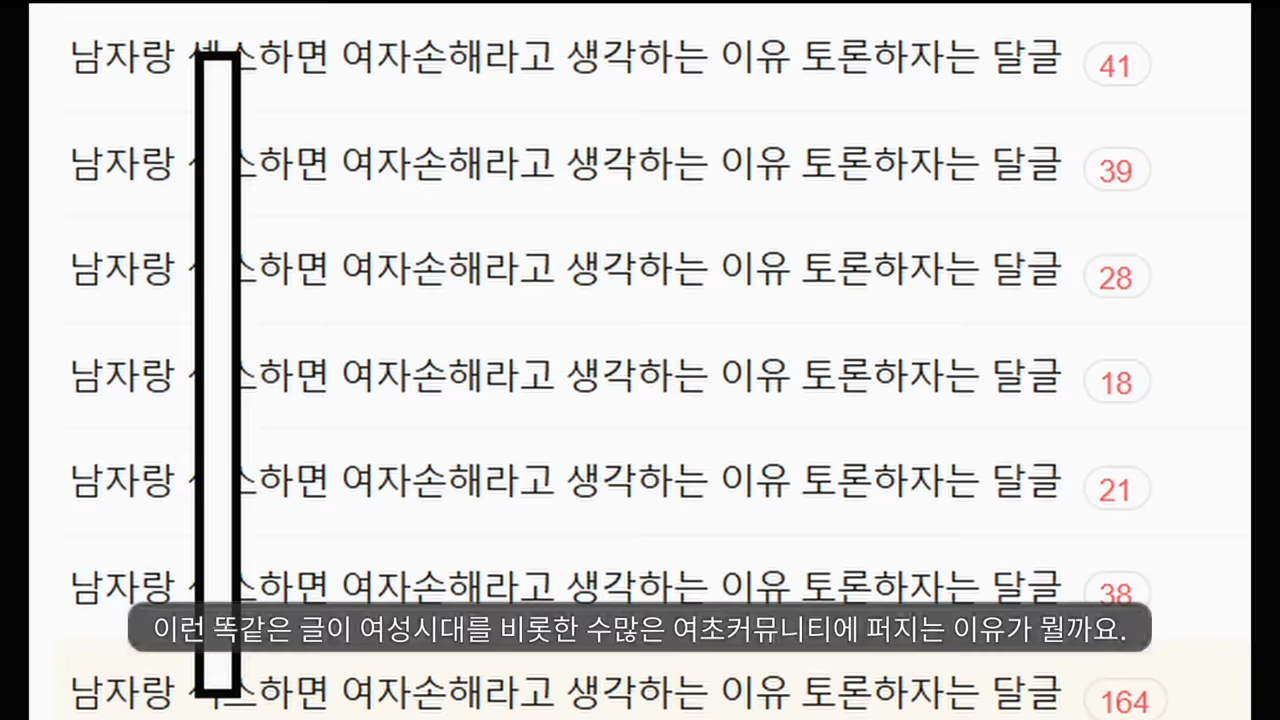 남자랑 스하면 여자손해라고 생각하는 이유 토론하자는 달글 41
남자랑 스하면 여자손해라고 생각하는 이유 토론하자는 달글 39
남자랑 스하면 여자손해라고 생각하는 이유 토론하자는 달글 28
남자랑 스하면 여자손해라고 생각하는 이유 토론하자는 달글 18
남자랑 스하면 여자손해라고 생각하는 이유 토론하자는 달글 21
남자랑 스하면 여자손해라고 생각하는 이유 토론하자는 달글 38
이런 똑같은 글이 여성시대를 비롯한 수많은 여초커뮤니티에 퍼지는 이유가 뭘까요.
남자랑 스하면 여자손해라고 생각하는 이유 토론하자는 달글 164